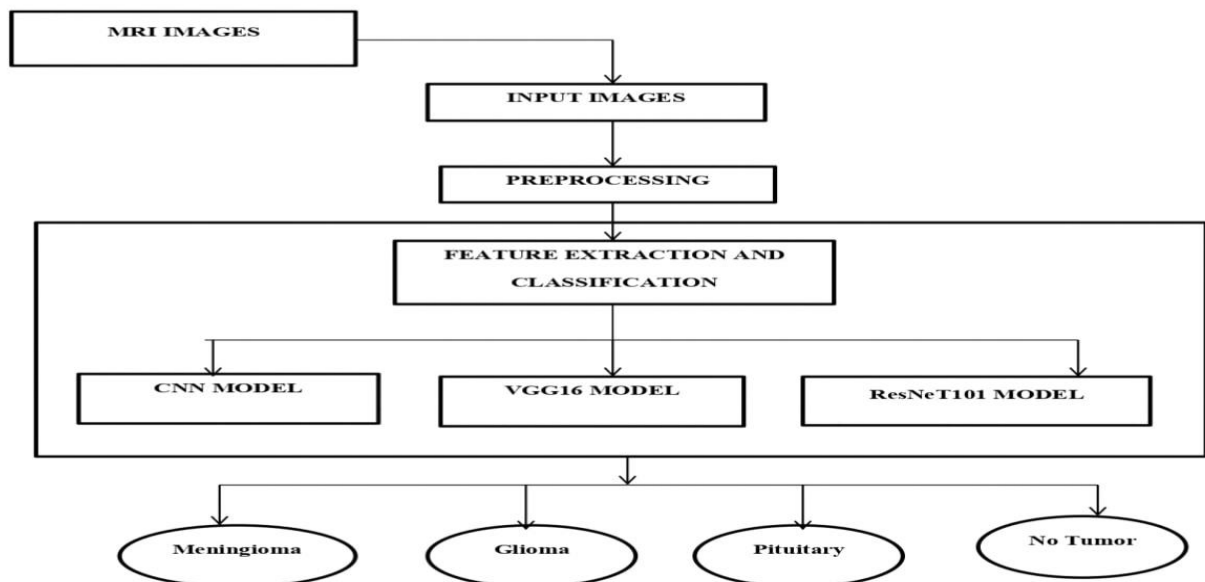 MRI IMAGES
INPUT IMAGES
PREPROCESSING
FEATURE EXTRACTION AND
CLASSIFICATION
CNN MODEL
VGG16 MODEL
ResNeT101 MODEL
Meningioma
Glioma
Pituitary
No Tumor